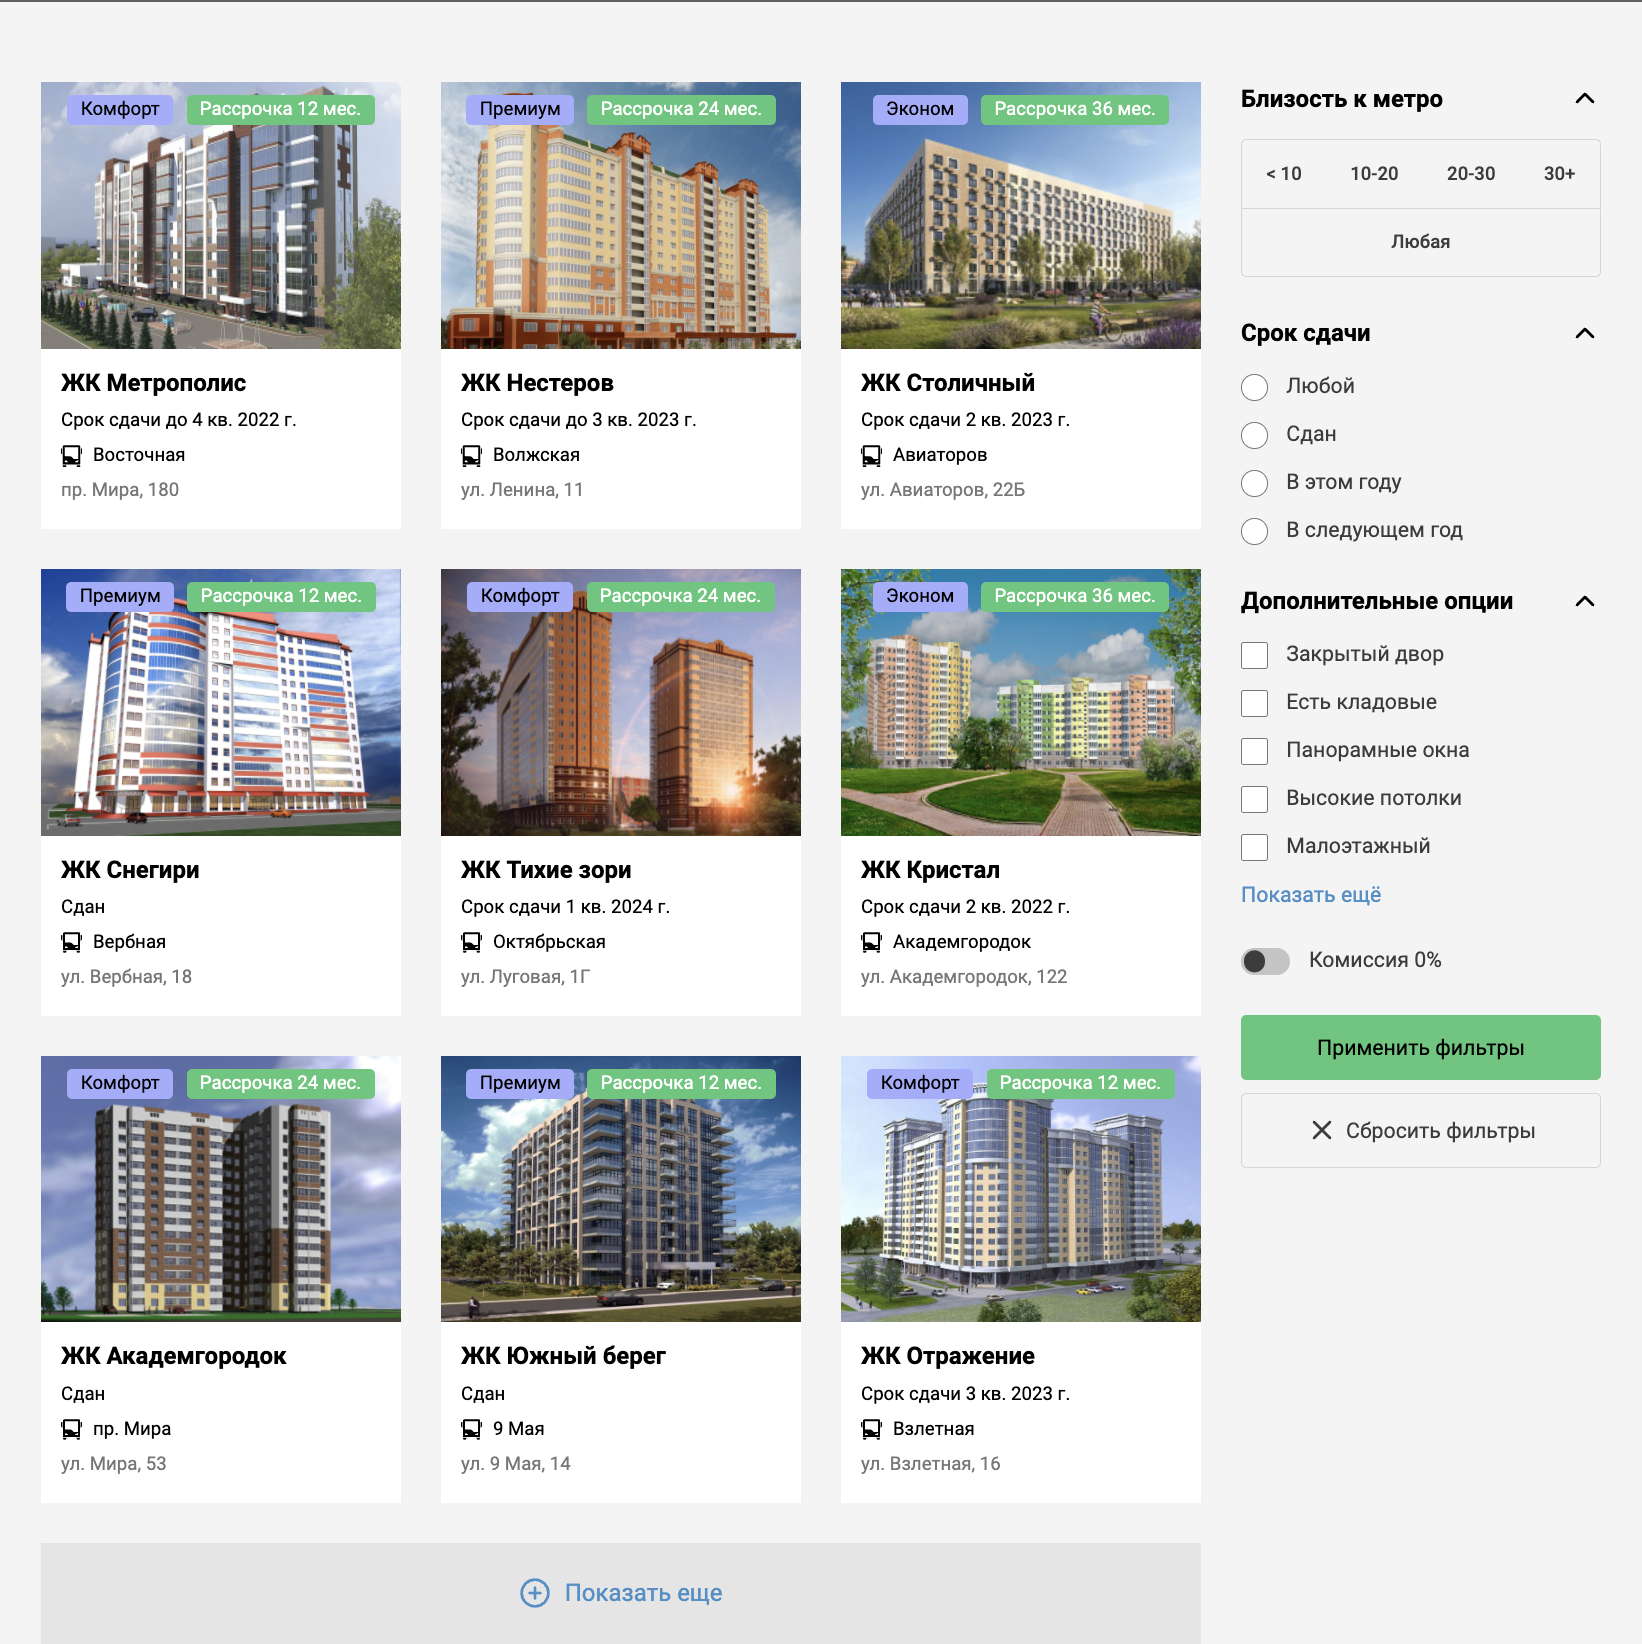 Комфорт
Рассрочка 12 мес.
ЖК Метрополис
Срок сдачи до 4 кв. 2022 г.
Восточная
пр. Мира, 180
Премиум
Рассрочка 24 мес.
ЖК Нестеров
Срок сдачи до 3 кв. 2023 г.
Волжская
ул. Ленина, 11
Эконом
Рассрочка 36 мес.
ЖК Столичный
Срок сдачи 2 кв. 2023 г.
Авиаторов
ул. Авиаторов, 22Б
Премиум
Рассрочка 12 мес.
ЖК Снегири
Сдан
Вербная
ул. Вербная, 18
Комфорт
Рассрочка 24 мес.
ЖК Тихие зори
Срок сдачи 1 кв. 2024 г.
Октябрьская
ул. Луговая, 1Г
Эконом
Рассрочка 36 мес.
ЖК Кристал
Срок сдачи 2 кв. 2022 г.
Академгородок
ул. Академгородок, 122
Комфорт
Рассрочка 24 мес.
ЖК Академгородок
Сдан
пр. Мира
ул. Мира, 53
Премиум
Рассрочка 12 мес.
ЖК Южный берег
Сдан
9 Мая
ул. 9 Мая, 14
Комфорт
Рассрочка 12 мес.
ЖК Отражение
Срок сдачи 3 кв. 2023 г.
Взлетная
ул. Взлетная, 16
Показать еще
Близость к метро
< 10 10-20 20-30 30+
Любая
Срок сдачи
Любой
Сдан
В этом году
В следующем год
Дополнительные опции
Закрытый двор
Есть кладовые
Панорамные окна
Высокие потолки
Малоэтажный
Показать ещё
Комиссия 0%
Применить фильтры
Сбросить фильтры